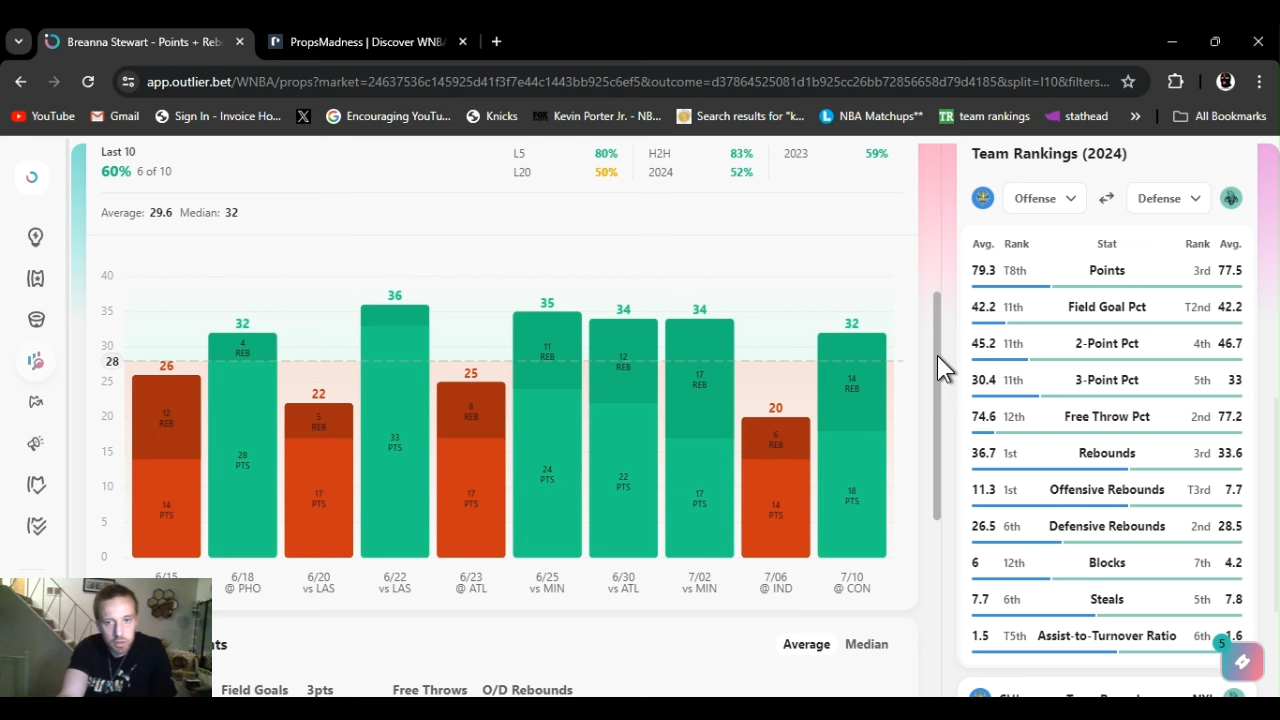 Breanna Stewart - Points + Reb
PropsMadness | Discover WNB
app.outlier.bet/WNBA/props?market=24637536c145925d41f3f7e44c1443bb925c6ef5&outcome=d37864525081d1b925cc26bb72856658d79d4185&split=l10&filters...
YouTube Gmail Sign In - Invoice Ho... Encouraging YouTu... Knicks FOX Kevin Porter Jr. - NB... Search results for "k... NBA Matchups** TR team rankings stathead » All Bookmarks
Last 10
60% 6 of 10
L5 80% H2H 83% 2023 59%
L20 50% 2024 52%
Average: 29.6 Median: 32
40
35
30
28
25
20
15
10
5
0
26
12 REB
14 PTS
6/15
32
4 REB
28 PTS
6/18
@ PHO
22
5 REB
17 PTS
6/20
vs LAS
36
33 PTS
6/22
vs LAS
25
8 REB
17 PTS
6/23
@ ATL
35
11 REB
24 PTS
6/25
vs MIN
34
12 REB
22 PTS
6/30
vs ATL
34
17 REB
17 PTS
7/02
vs MIN
20
6 REB
14 PTS
7/06
@ IND
32
14 REB
18 PTS
7/10
@ CON
nts
Average Median
Field Goals 3pts Free Throws O/D Rebounds
Team Rankings (2024)
Offense Defense
Avg. Rank Stat Rank Avg.
79.3 T8th Points 3rd 77.5
42.2 11th Field Goal Pct T2nd 42.2
45.2 11th 2-Point Pct 4th 46.7
30.4 11th 3-Point Pct 5th 33
74.6 12th Free Throw Pct 2nd 77.2
36.7 1st Rebounds 3rd 33.6
11.3 1st Offensive Rebounds T3rd 7.7
26.5 6th Defensive Rebounds 2nd 28.5
6 12th Blocks 7th 4.2
7.7 6th Steals 5th 7.8
1.5 T5th Assist-to-Turnover Ratio 6th 1.6
5